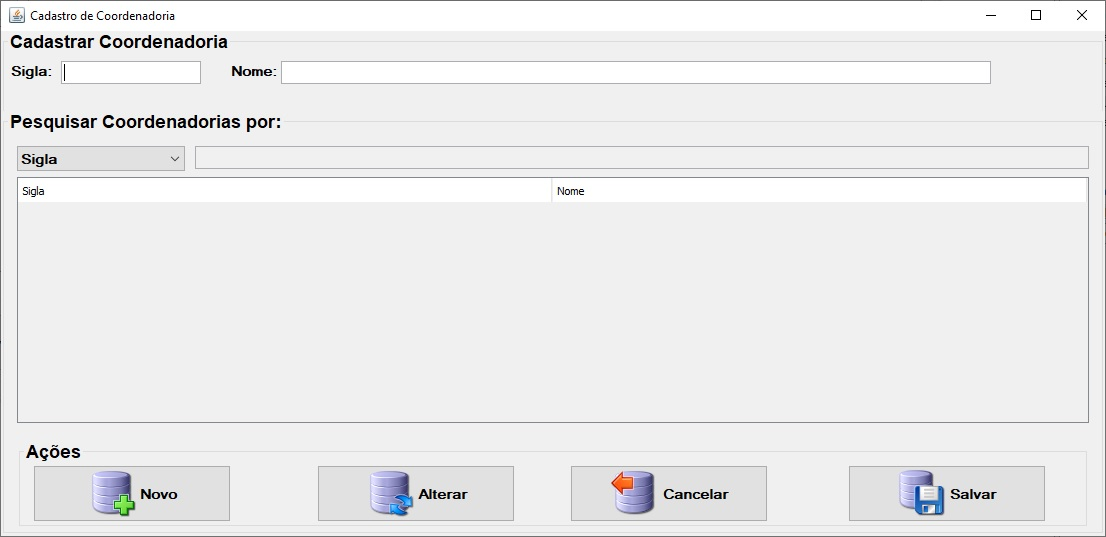 Cadastro de Coordenadoria
Cadastrar Coordenadoria
Sigla: Nome:
Pesquisar Coordenadorias por:
Sigla
Sigla Nome
Ações
Novo Alterar Cancelar Salvar